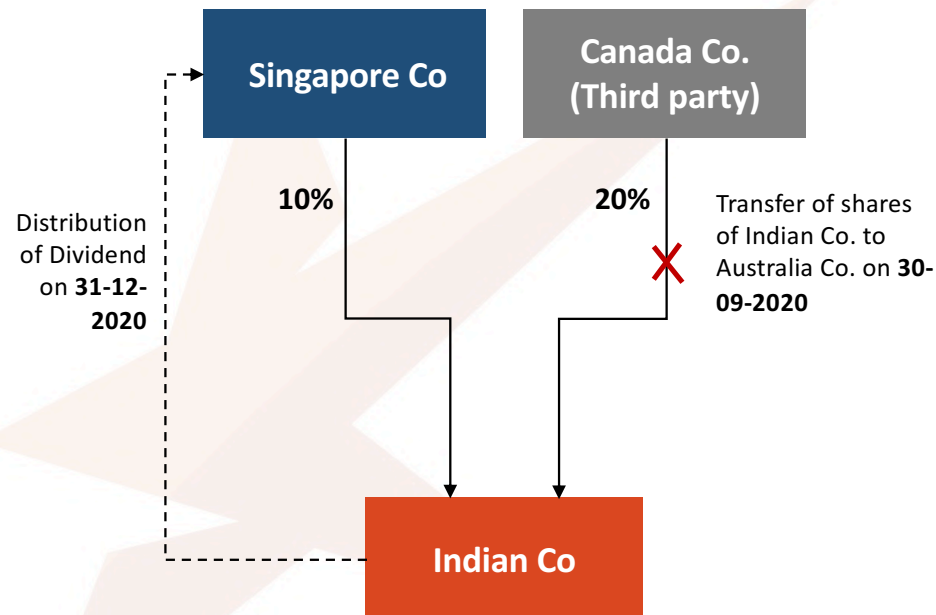 Singapore Co
Canada Co.
(Third party)
10%
20%
Distribution
of Dividend
on 31-12-
2020
Transfer of shares
of Indian Co. to
Australia Co. on 30-
09-2020
Indian Co